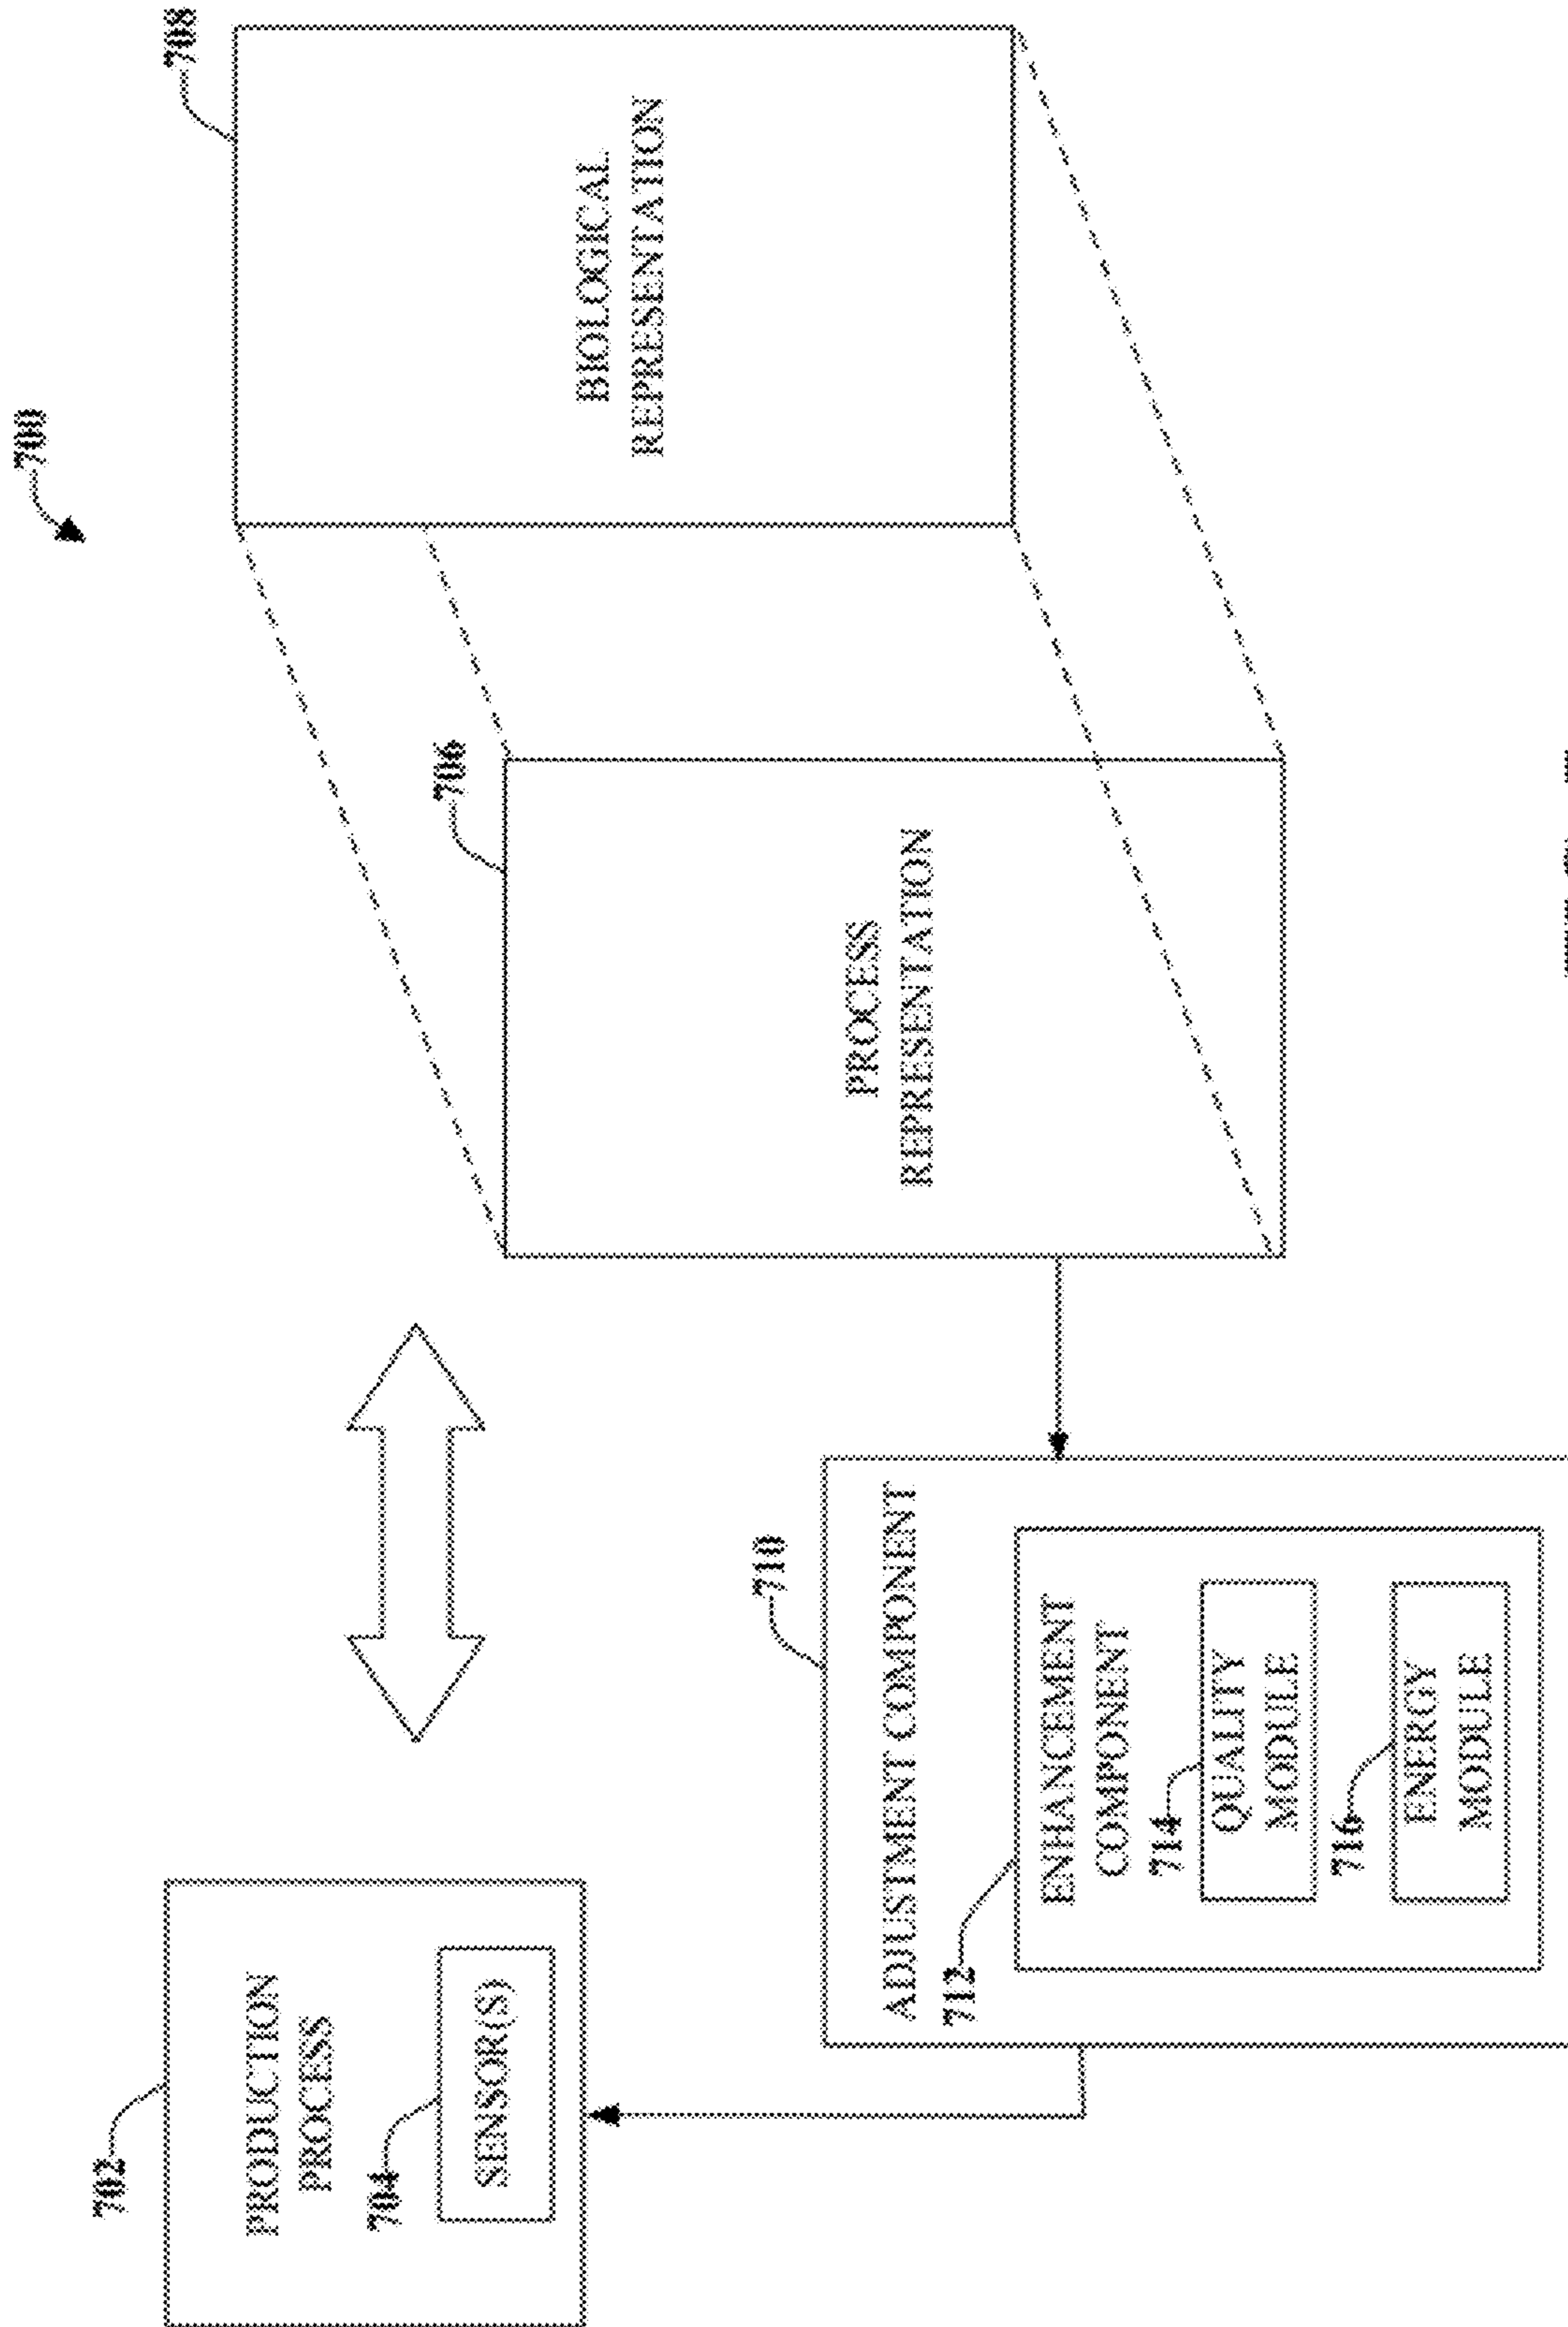 700
702
708
PRODUCTION
PROCESS
704
SENSOR(S)
706
BIOLOGICAL
REPRESENTATION
PROCESS
REPRESENTATION
710
ADJUSTMENT COMPONENT
712
ENHANCEMENT
COMPONENT
714
QUALITY
MODULE
716
ENERGY
MODULE